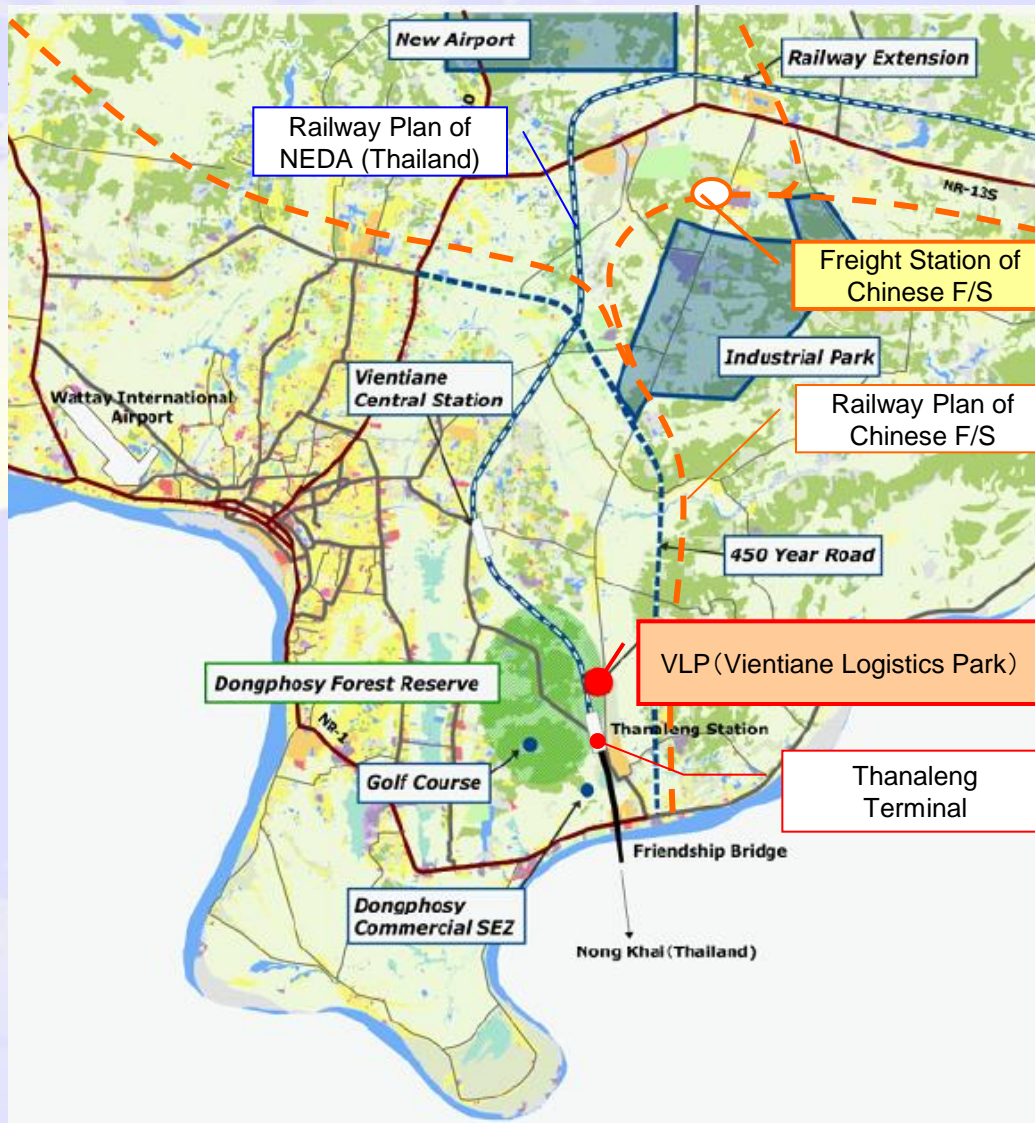 New Airport
Railway Extension
Railway Plan of
NEDA (Thailand)
NR-13S
Freight Station of
Chinese F/S
Industrial Park
Vientiane
Central Station
Wattay International
Airport
Railway Plan of
Chinese F/S
450 Year Road
VLP(Vientiane Logistics Park)
Dongphosy Forest Reserve
NR-1
Thanaleng Station
Golf Course
Thanaleng
Terminal
Friendship Bridge
Dongphosy
Commercial SEZ
Nong Khai(Thailand)